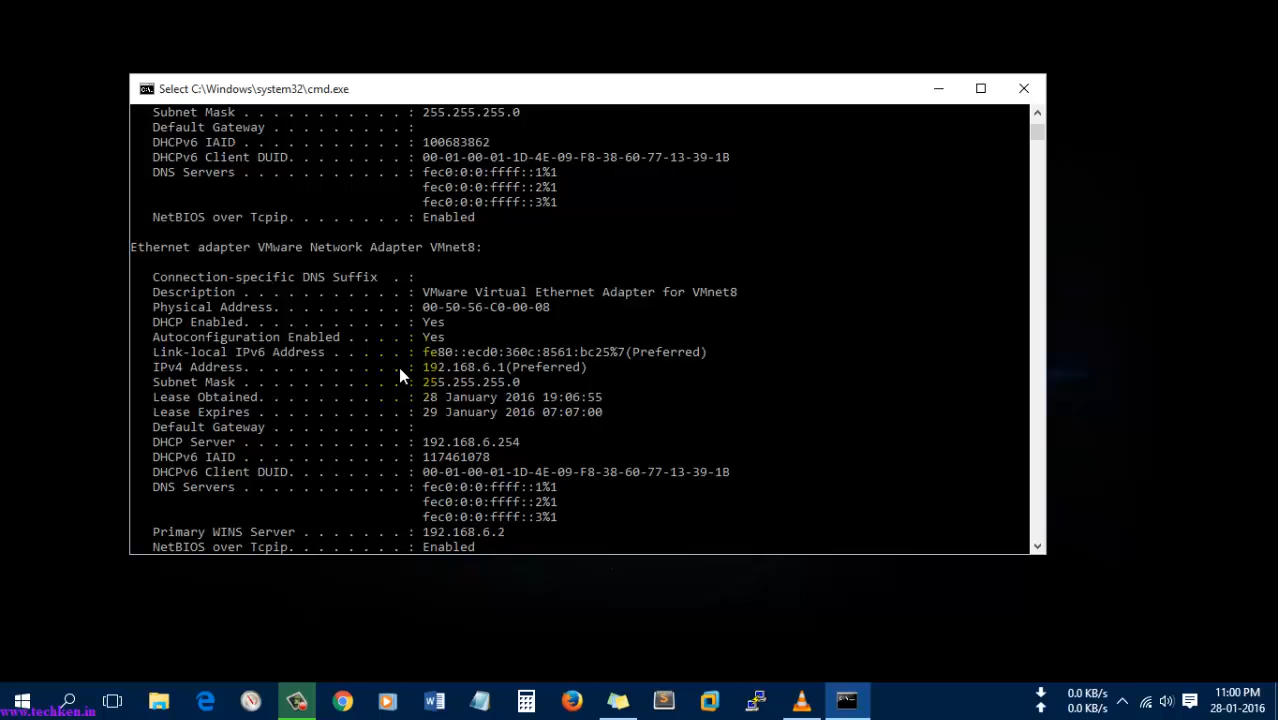 Select C:\Windows\system32\cmd.exe
Subnet Mask . . . . . . . . . . . : 255.255.255.0
Default Gateway . . . . . . . . . :
DHCPv6 IAID . . . . . . . . . . . : 100683862
DHCPv6 Client DUID. . . . . . . . : 00-01-00-01-1D-4E-09-F8-38-60-77-13-39-1B
DNS Servers . . . . . . . . . . . : fec0:0:0:ffff::1%1
fec0:0:0:ffff::2%1
fec0:0:0:ffff::3%1
NetBIOS over Tcpip. . . . . . . . : Enabled
Ethernet adapter VMware Network Adapter VMnet8:
Connection-specific DNS Suffix  . :
Description . . . . . . . . . . . : VMware Virtual Ethernet Adapter for VMnet8
Physical Address. . . . . . . . . : 00-50-56-C0-00-08
DHCP Enabled. . . . . . . . . . . : Yes
Autoconfiguration Enabled . . . . : Yes
Link-local IPv6 Address . . . . . : fe80::ecd0:360c:8561:bc25%7(Preferred)
IPv4 Address. . . . . . . . . . . : 192.168.6.1(Preferred)
Subnet Mask . . . . . . . . . . . : 255.255.255.0
Lease Obtained. . . . . . . . . . : 28 January 2016 19:06:55
Lease Expires . . . . . . . . . . : 29 January 2016 07:07:00
Default Gateway . . . . . . . . . :
DHCP Server . . . . . . . . . . . : 192.168.6.254
DHCPv6 IAID . . . . . . . . . . . : 117461078
DHCPv6 Client DUID. . . . . . . . : 00-01-00-01-1D-4E-09-F8-38-60-77-13-39-1B
DNS Servers . . . . . . . . . . . : fec0:0:0:ffff::1%1
fec0:0:0:ffff::2%1
fec0:0:0:ffff::3%1
Primary WINS Server . . . . . . . : 192.168.6.2
NetBIOS over Tcpip. . . . . . . . : Enabled
0.0 KB/s
0.0 KB/s
11:00 PM
28-01-2016
www.techken.in